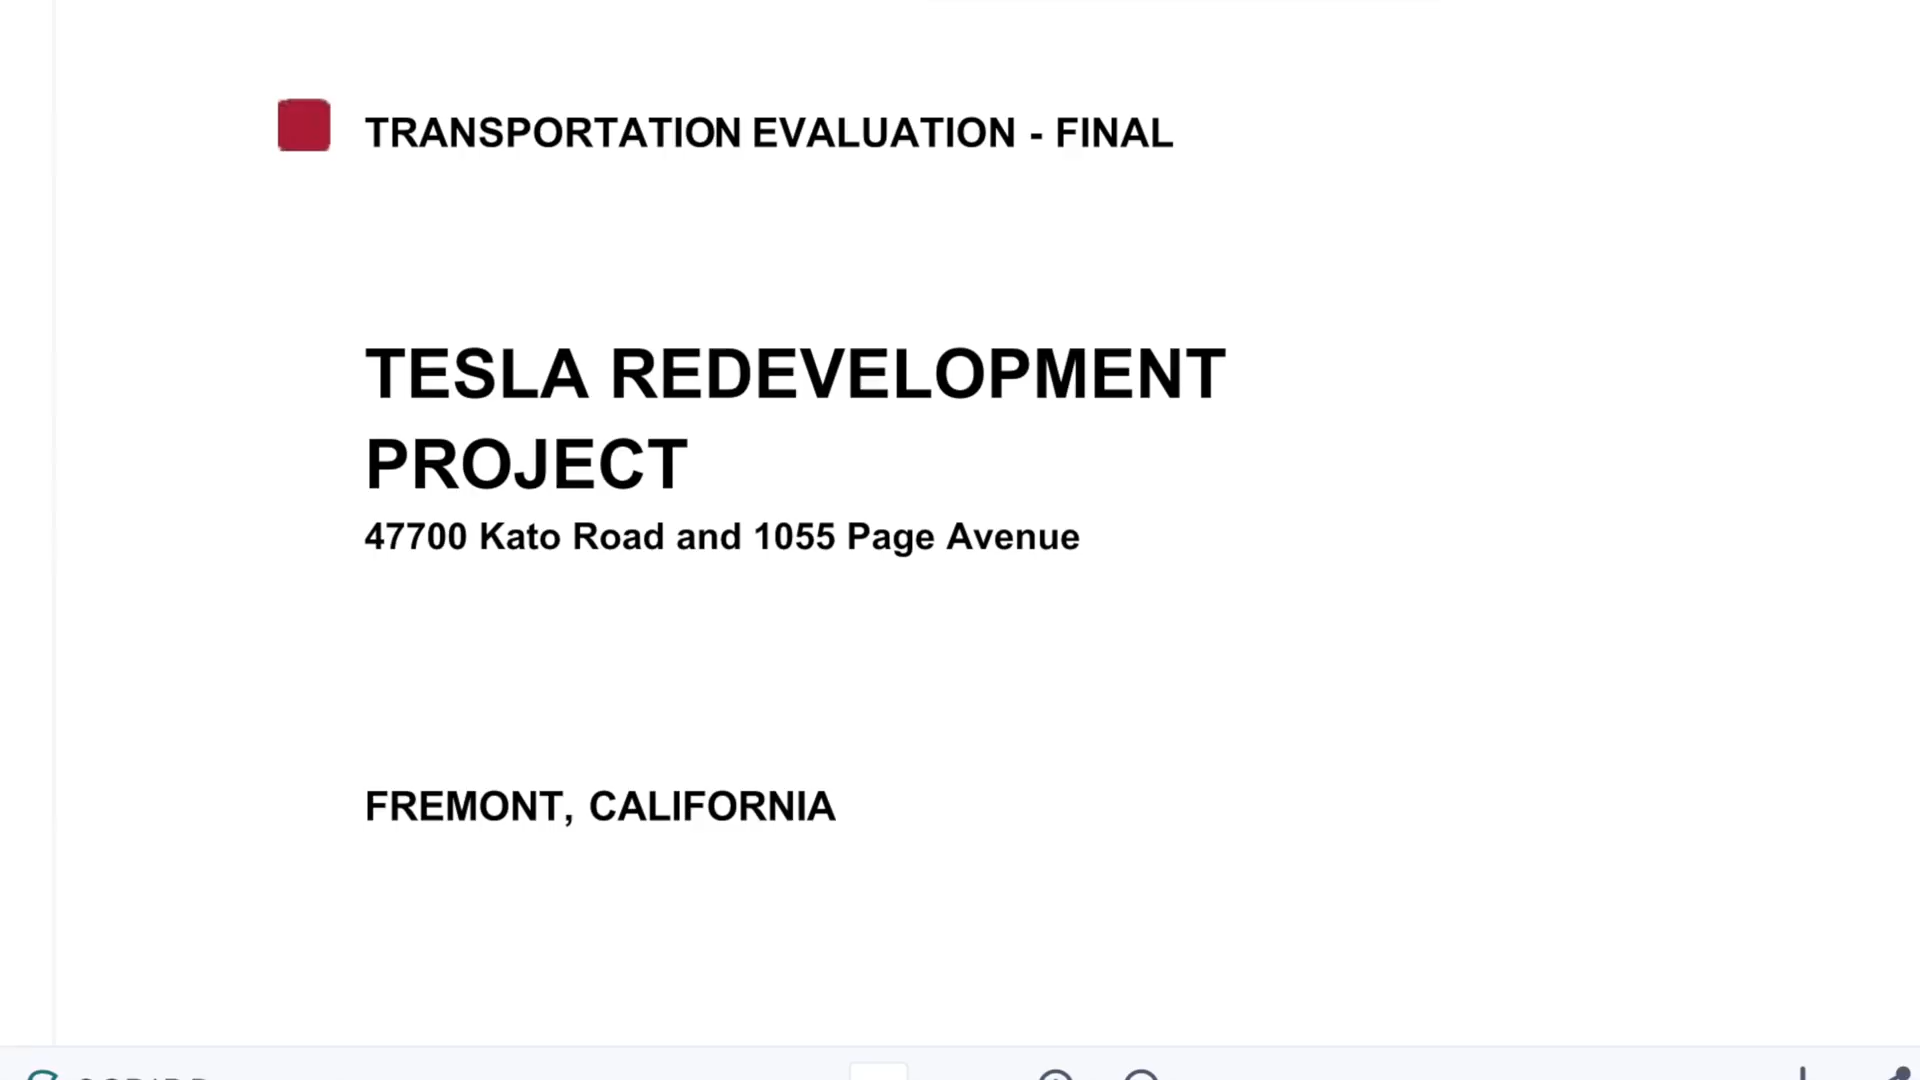 TRANSPORTATION EVALUATION - FINAL
TESLA REDEVELOPMENT
PROJECT
47700 Kato Road and 1055 Page Avenue
FREMONT, CALIFORNIA